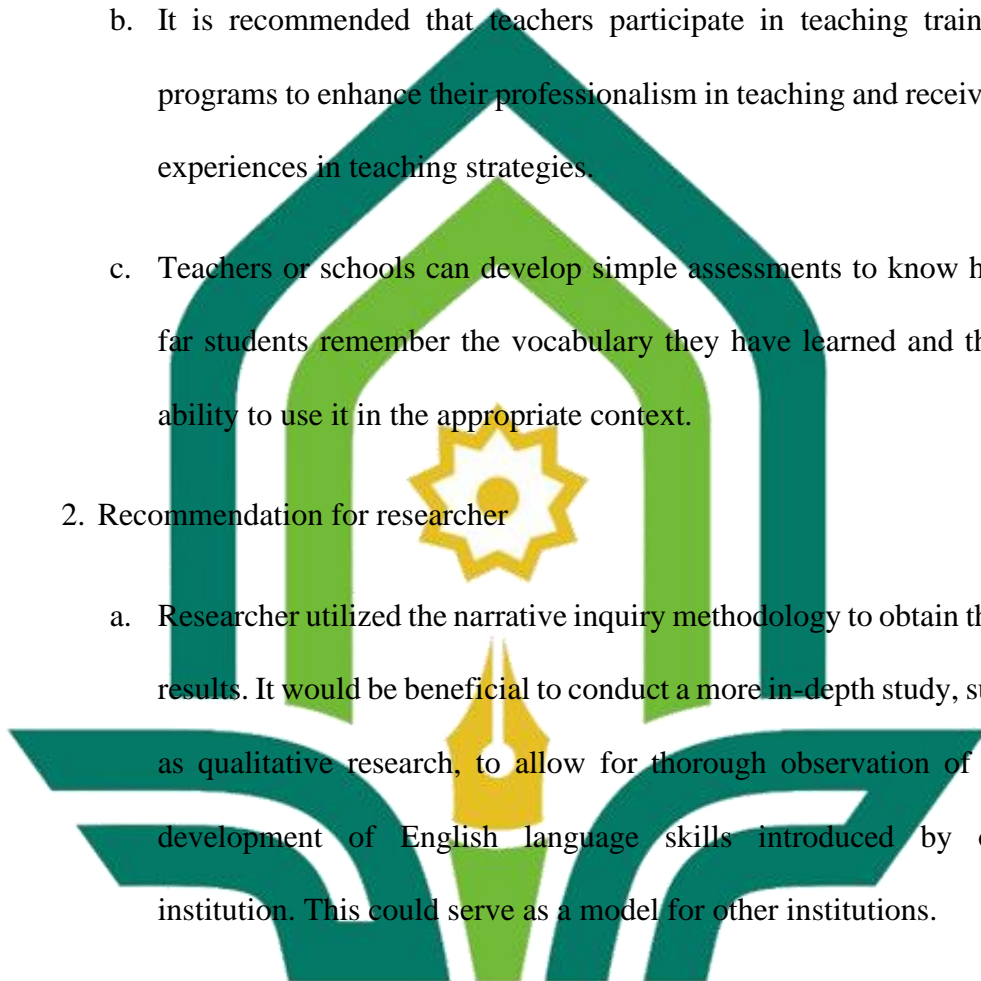 b. It is recommended that teachers participate in teaching train
programs to enhance their professionalism in teaching and receiv
experiences in teaching strategies.
c. Teachers or schools can develop simple assessments to know h
far students remember the vocabulary they have learned and th
ability to use it in the appropriate context.
2. Recommendation for researcher
a. Researcher utilized the narrative inquiry methodology to obtain th
results. It would be beneficial to conduct a more in-depth study, su
as qualitative research, to allow for thorough observation of
development of English language skills introduced by
institution. This could serve as a model for other institutions.